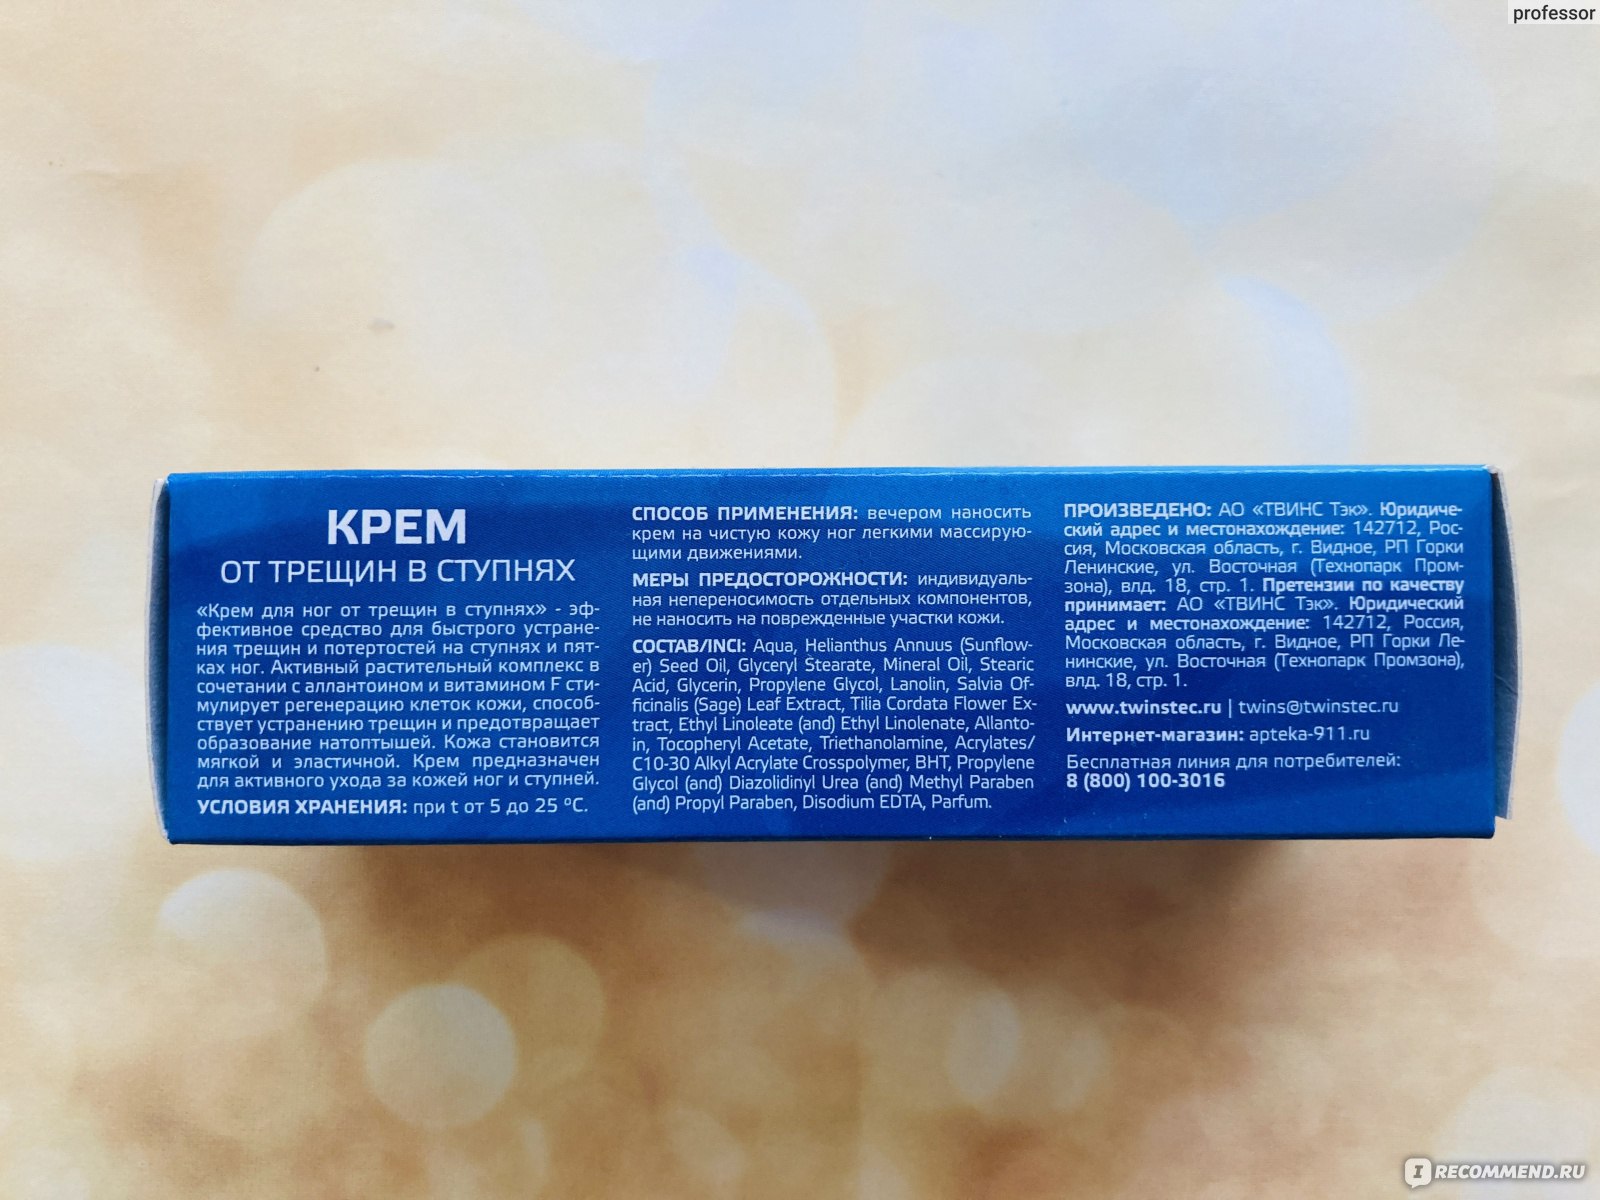 professor
КРЕМ
ОТ ТРЕЩИН В СТУПНЯХ
«Крем для ног от трещин в ступнях» - эф-
фективное средство для быстрого устране-
ния трещин и потертостей на ступнях и пят-
ках ног. Активный растительный комплекс в
сочетании с аллантоином и витамином F сти-
мулирует регенерацию клеток кожи, способ-
ствует устранению трещин и предотвращает
образование натоптышей. Кожа становится
мягкой и эластичной. Крем предназначен
для активного ухода за кожей ног и ступней.
УСЛОВИЯ ХРАНЕНИЯ: при t от 5 до 25 °С.
СПОСОБ ПРИМЕНЕНИЯ: вечером наносить
крем на чистую кожу ног легкими массирую-
щими движениями.
МЕРЫ ПРЕДОСТОРОЖНОСТИ: индивидуаль-
ная непереносимость отдельных компонентов,
не наносить на поврежденные участки кожи.
СОСТАВ/INCI: Aqua, Helianthus Annuus (Sunflow-
er) Seed Oil, Glyceryl Stearate, Mineral Oil, Stearic
Acid, Glycerin, Propylene Glycol, Lanolin, Salvia Of-
ficinalis (Sage) Leaf Extract, Tilia Cordata Flower Ex-
tract, Ethyl Linoleate (and) Ethyl Linolenate, Allanto-
in, Tocopheryl Acetate, Triethanolamine, Acrylates/
C10-30 Alkyl Acrylate Crosspolymer, BHT, Propylene
Glycol (and) Diazolidinyl Urea (and) Methyl Paraben
(and) Propyl Paraben, Disodium EDTA, Parfum.
ПРОИЗВЕДЕНО: АО «ТВИНС Тэк». Юридиче-
ский адрес и местонахождение: 142712, Рос-
сия, Московская область, г. Видное, РП Горки
Ленинские, ул. Восточная (Технопарк Пром-
зона), влд. 18, стр. 1. Претензии по качеству
принимает: АО «ТВИНС Тэк». Юридический
адрес и местонахождение: 142712, Россия,
Московская область, г. Видное, РП Горки Ле-
нинские, ул. Восточная (Технопарк Промзона),
влд. 18, стр. 1.
www.twinstec.ru | twins@twinstec.ru
Интернет-магазин: apteka-911.ru
Бесплатная линия для потребителей:
8 (800) 100-3016
IRECOMMEND.RU